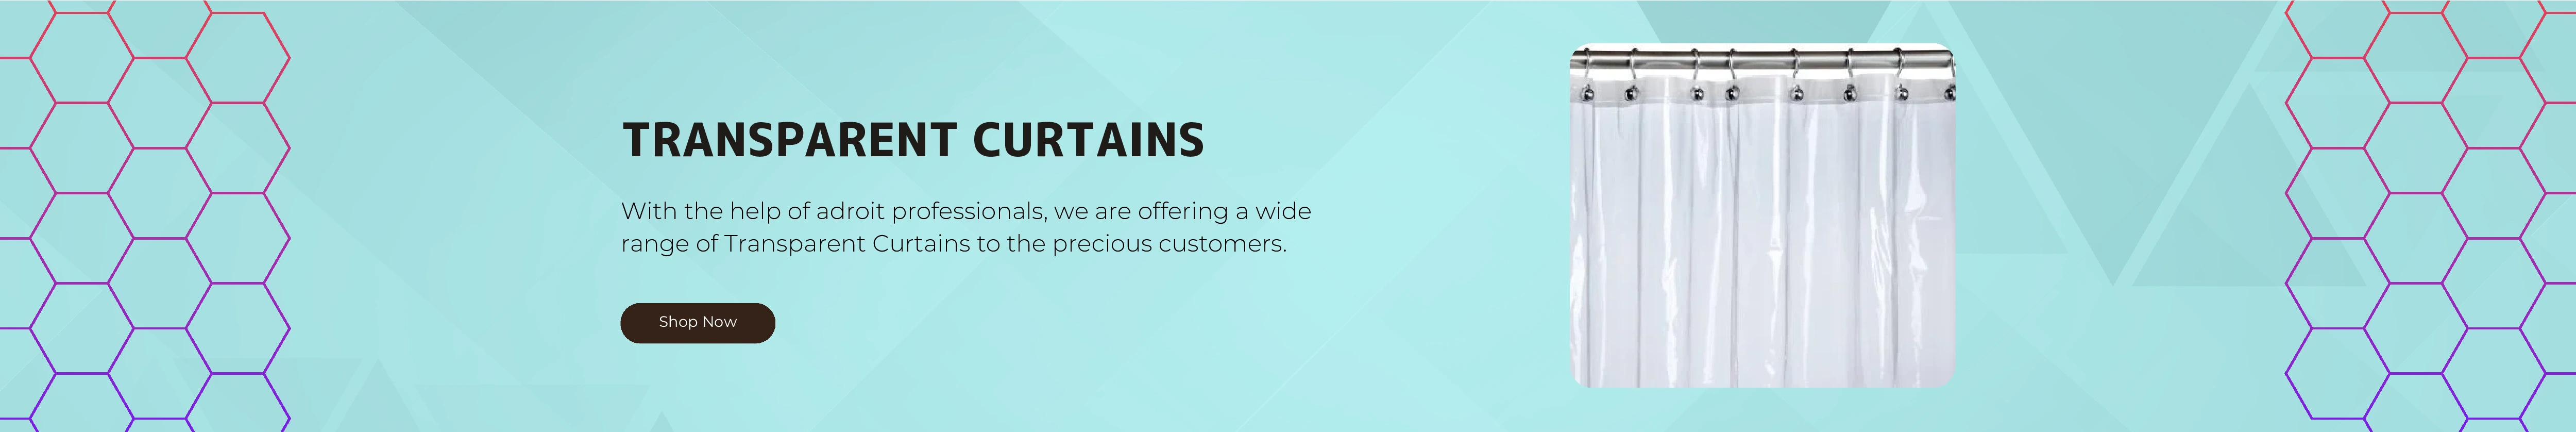 TRANSPARENT CURTAINS
With the help of adroit professionals, we are offering a wide
range of Transparent Curtains to the precious customers.
Shop Now